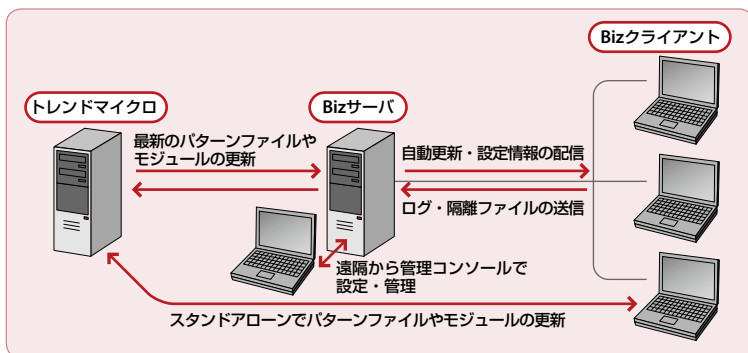 Bizクライアント
トレンドマイクロ
Bizサーバ
最新のパターンファイルや
モジュールの更新
自動更新・設定情報の配信
ログ・隔離ファイルの送信
遠隔から管理コンソールで
設定・管理
スタンドアローンでパターンファイルやモジュールの更新